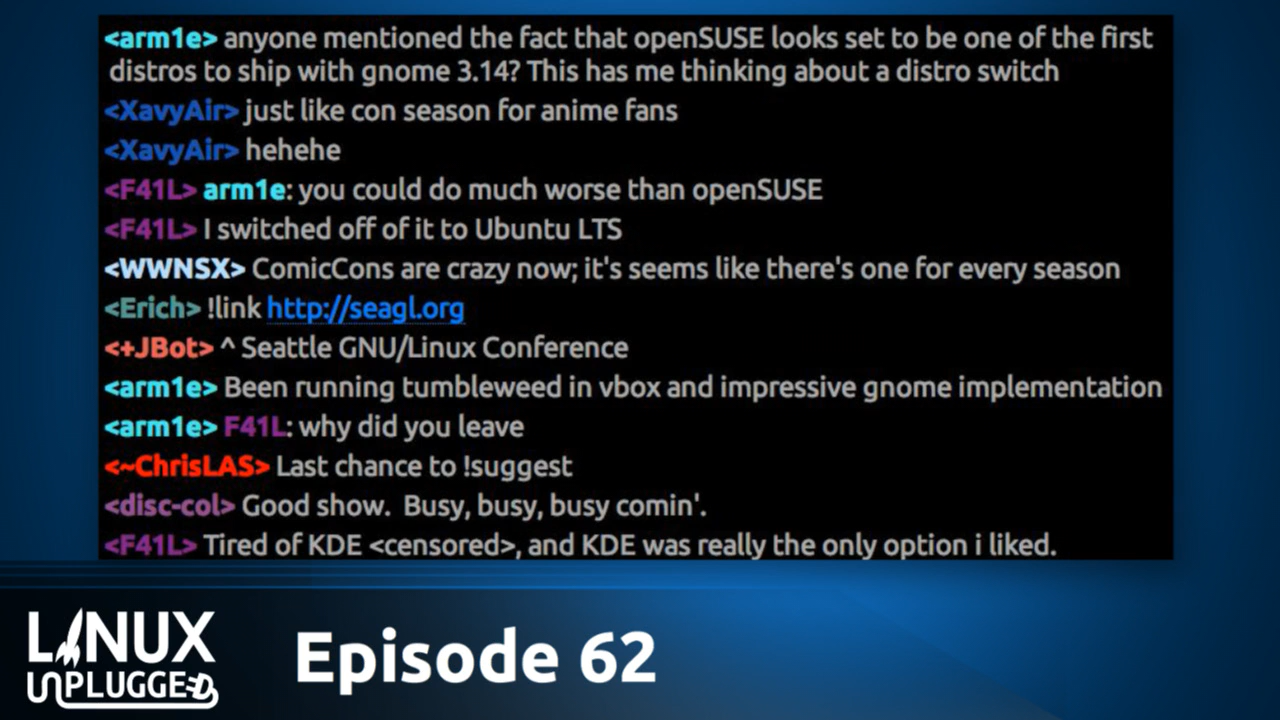 <arm1e> anyone mentioned the fact that openSUSE looks set to be one of the first
distros to ship with gnome 3.14? This has me thinking about a distro switch
<XavyAir> just like con season for anime fans
<XavyAir> hehehe
<F41L> arm1e: you could do much worse than openSUSE
<F41L> I switched off of it to Ubuntu LTS
<WWNSX> ComicCons are crazy now; it's seems like there's one for every season
<Erich> !link http://seagl.org
<+JBot> ^ Seattle GNU/Linux Conference
<arm1e> Been running tumbleweed in vbox and impressive gnome implementation
<arm1e> F41L: why did you leave
<~ChrisLAS> Last chance to !suggest
<disc-col> Good show.  Busy, busy, busy comin'.
<F41L> Tired of KDE <censored>, and KDE was really the only option i liked.
LINUX
UNPLUGGED
Episode 62